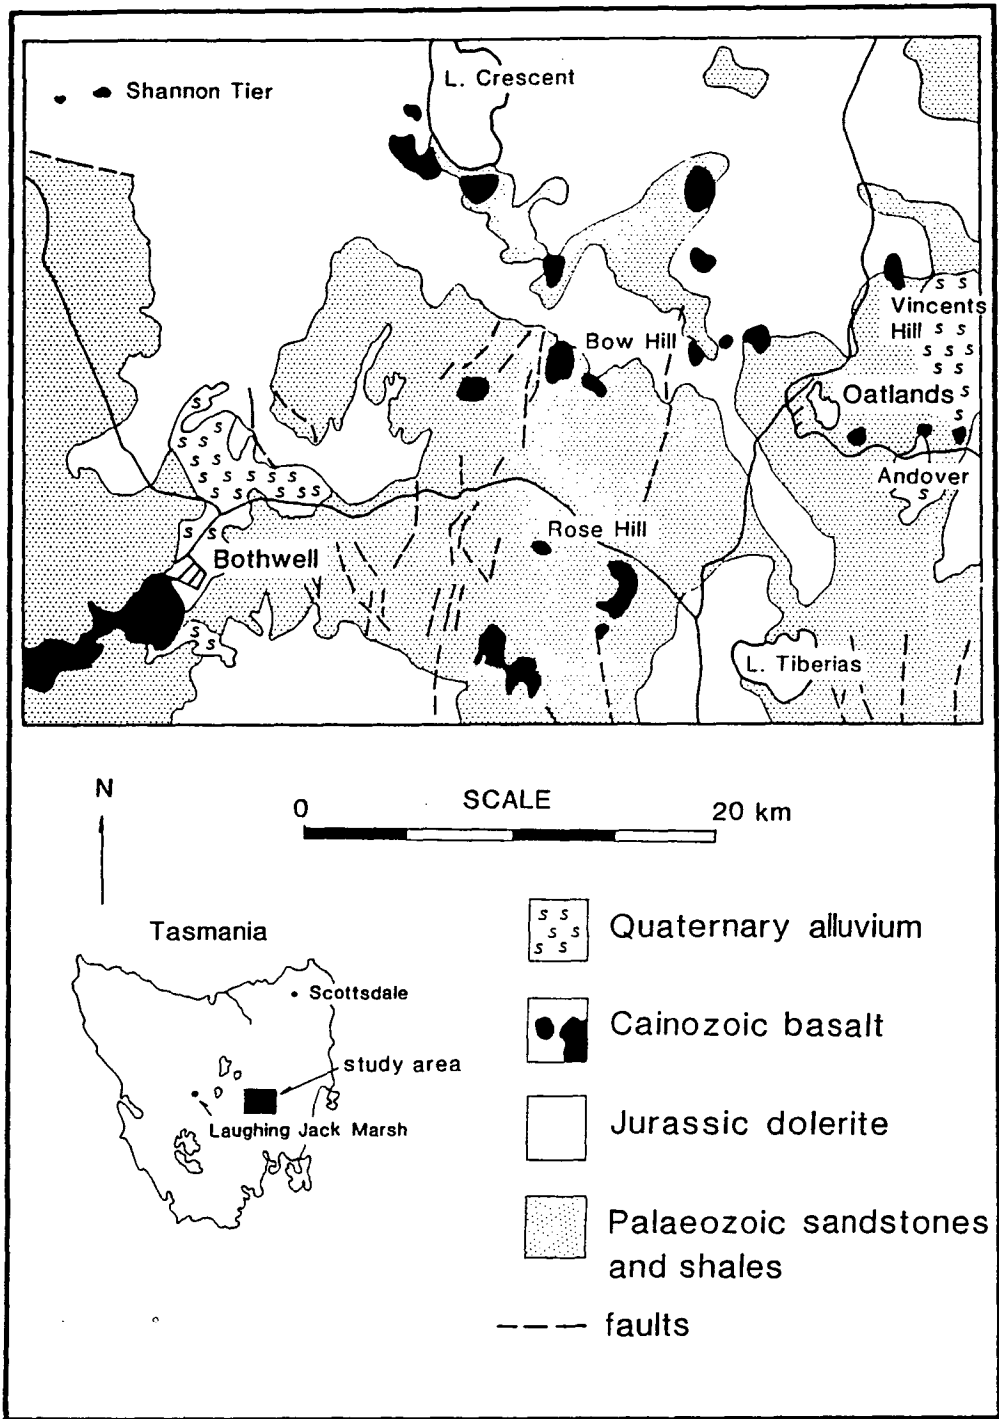 Shannon Tier
L. Crescent
Vincents
Hill
Bow Hill
Oatlands
Andover
Rose Hill
Bothwell
L. Tiberias
N
0
SCALE
20 km
Tasmania
Scottsdale
study area
Laughing Jack Marsh
Quaternary alluvium
Cainozoic basalt
Jurassic dolerite
Palaeozoic sandstones
and shales
faults